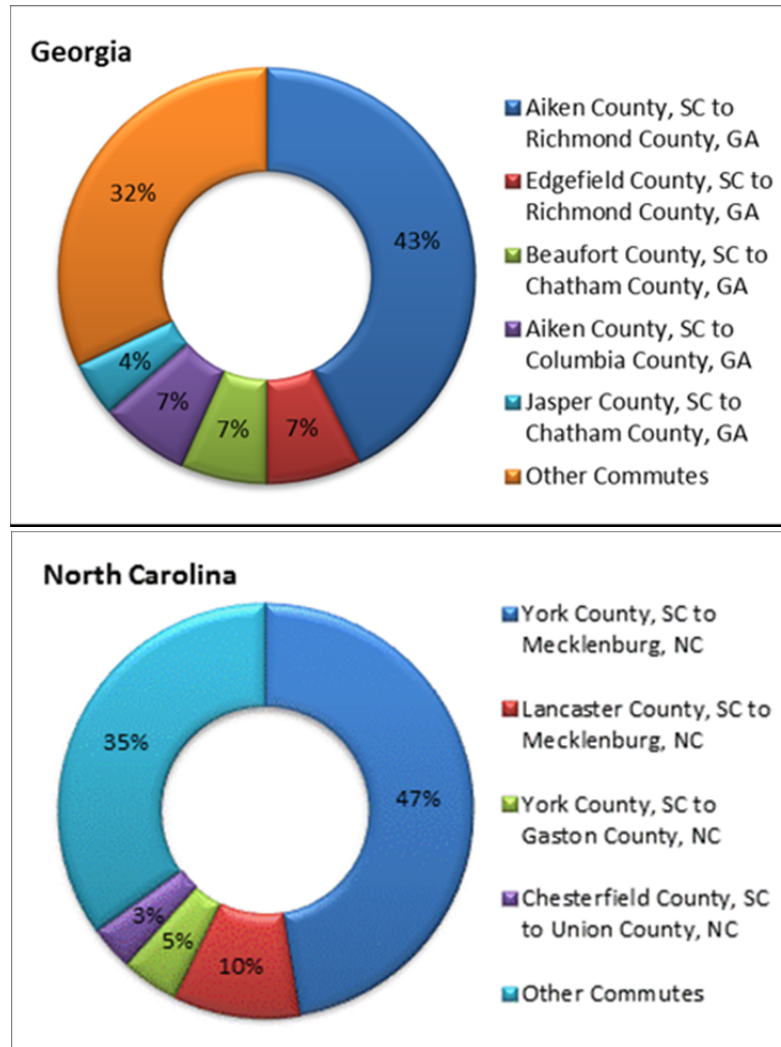 Georgia
32%
43%
4%
7%
7%
7%
Aiken County, SC to
Richmond County, GA
Edgefield County, SC to
Richmond County, GA
Beaufort County, SC to
Chatham County, GA
Aiken County, SC to
Columbia County, GA
Jasper County, SC to
Chatham County, GA
Other Commutes
North Carolina
35%
47%
3%
5%
10%
York County, SC to
Mecklenburg, NC
Lancaster County, SC to
Mecklenburg, NC
York County, SC to
Gaston County, NC
Chesterfield County, SC
to Union County, NC
Other Commutes